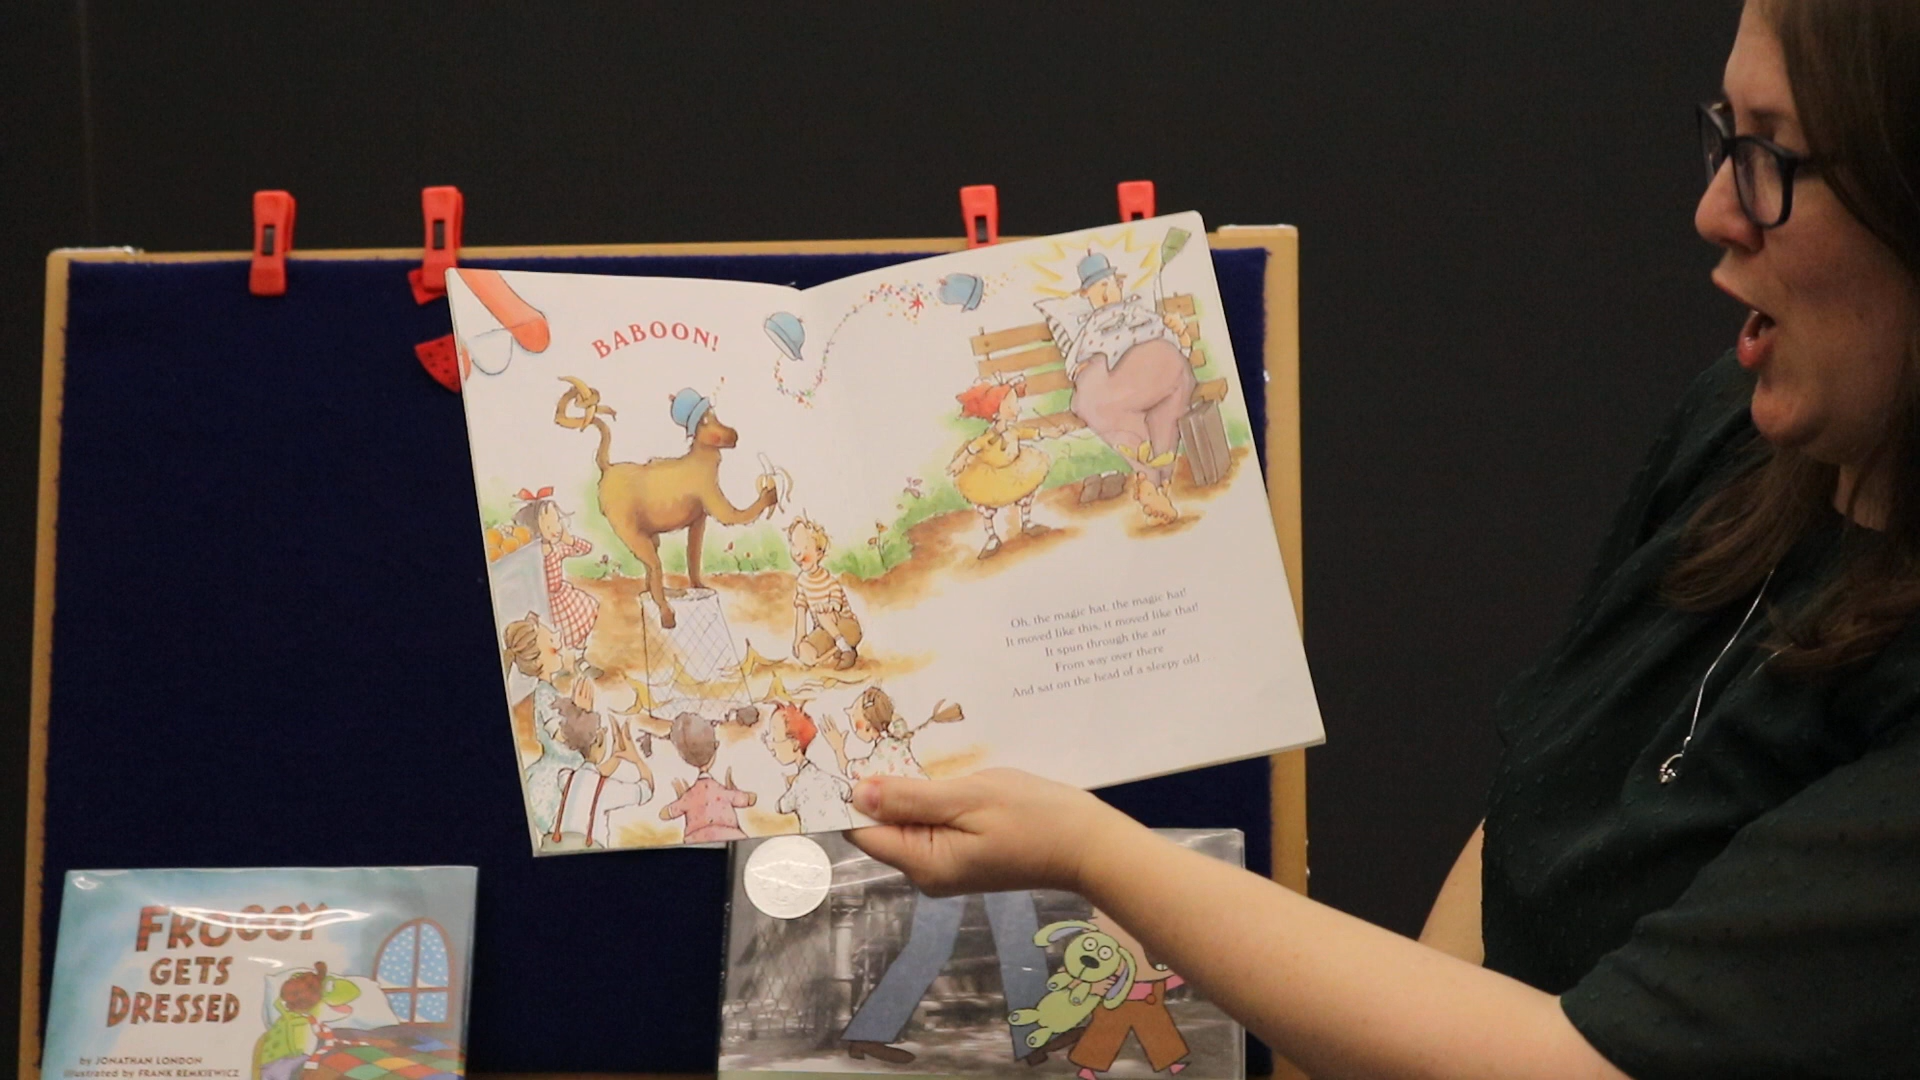 BABOON!
Oh, the magic hat, the magic hat!
It moved like this, it moved like that!
It spun through the air
From way over there
And sat on the head of a sleepy old
FROGGY
GETS
DRESSED
by JONATHAN LONDON
illustrated by FRANK REMKIEWICZ